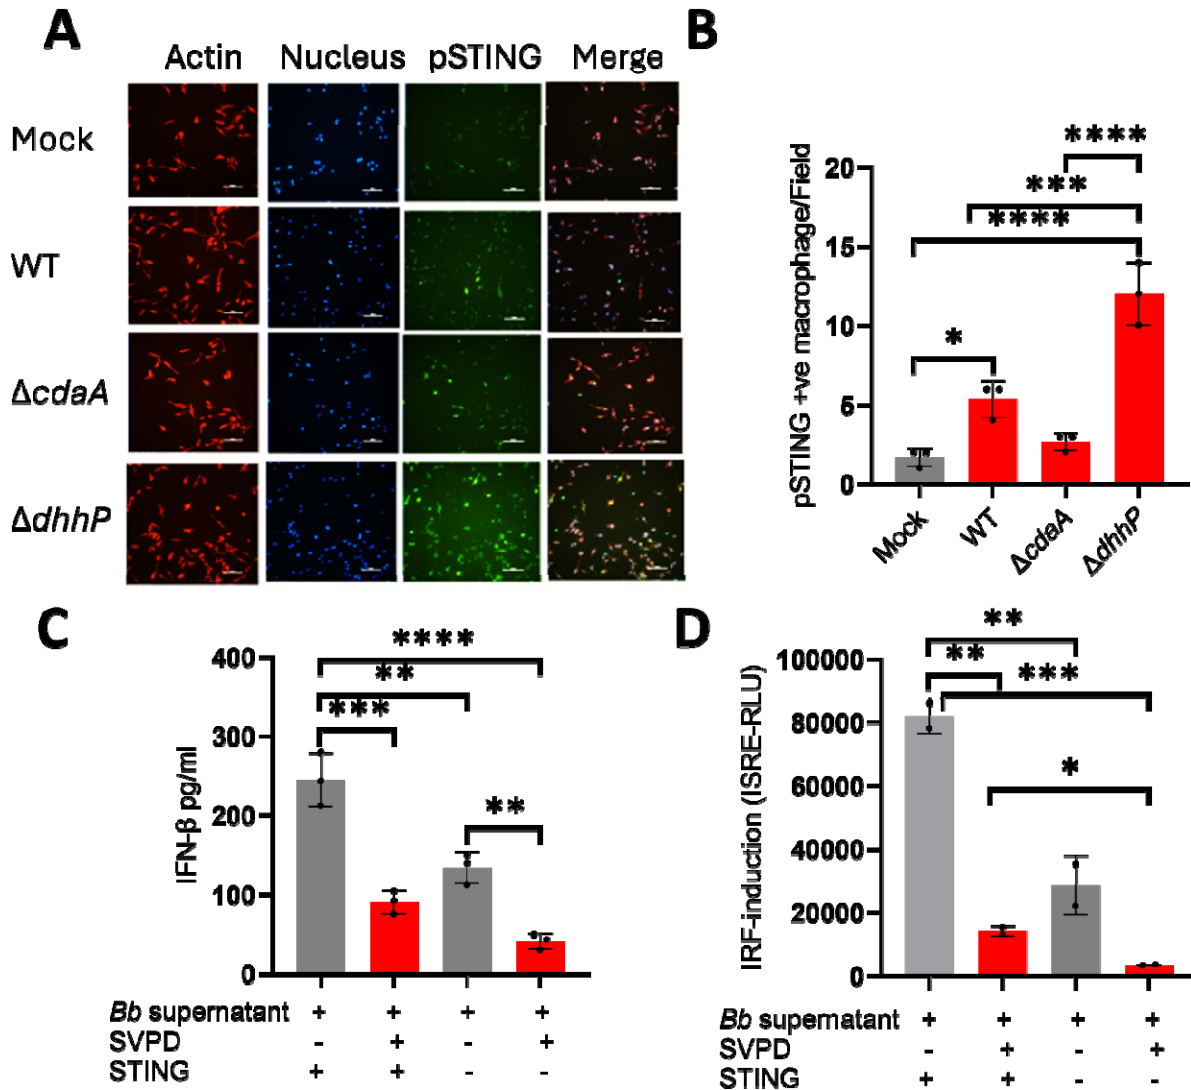 A
Actin Nucleus pSTING Merge
Mock
WT
ΔcdaA
ΔdhhP
B
pSTING +ve macrophage/Field
20
15
10
5
0
****
***
****
*
Mock WT ΔcdaA ΔdhhP
C
IFN-β pg/ml
400
300
200
100
0
****
**
***
**
Bb supernatant + + + +
SVPD - + - +
STING + + - -
D
IRF-induction (ISRE-RLU)
100000
80000
60000
40000
20000
0
**
**
***
*
Bb supernatant + + + +
SVPD - + - +
STING + + - -